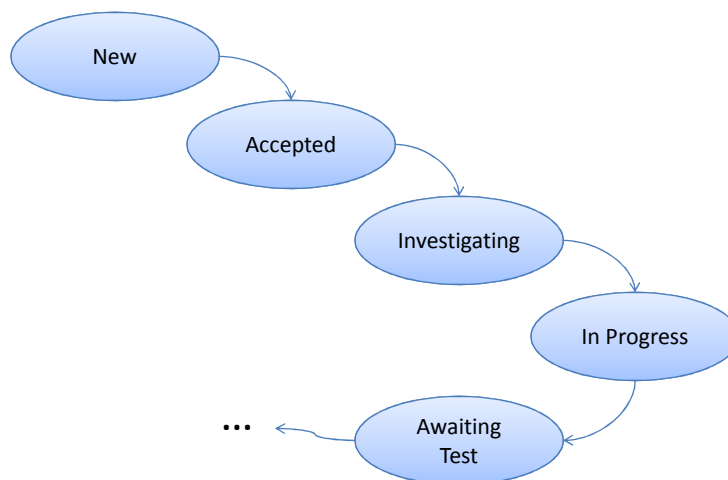 New
Accepted
Investigating
In Progress
Awaiting
Test
...